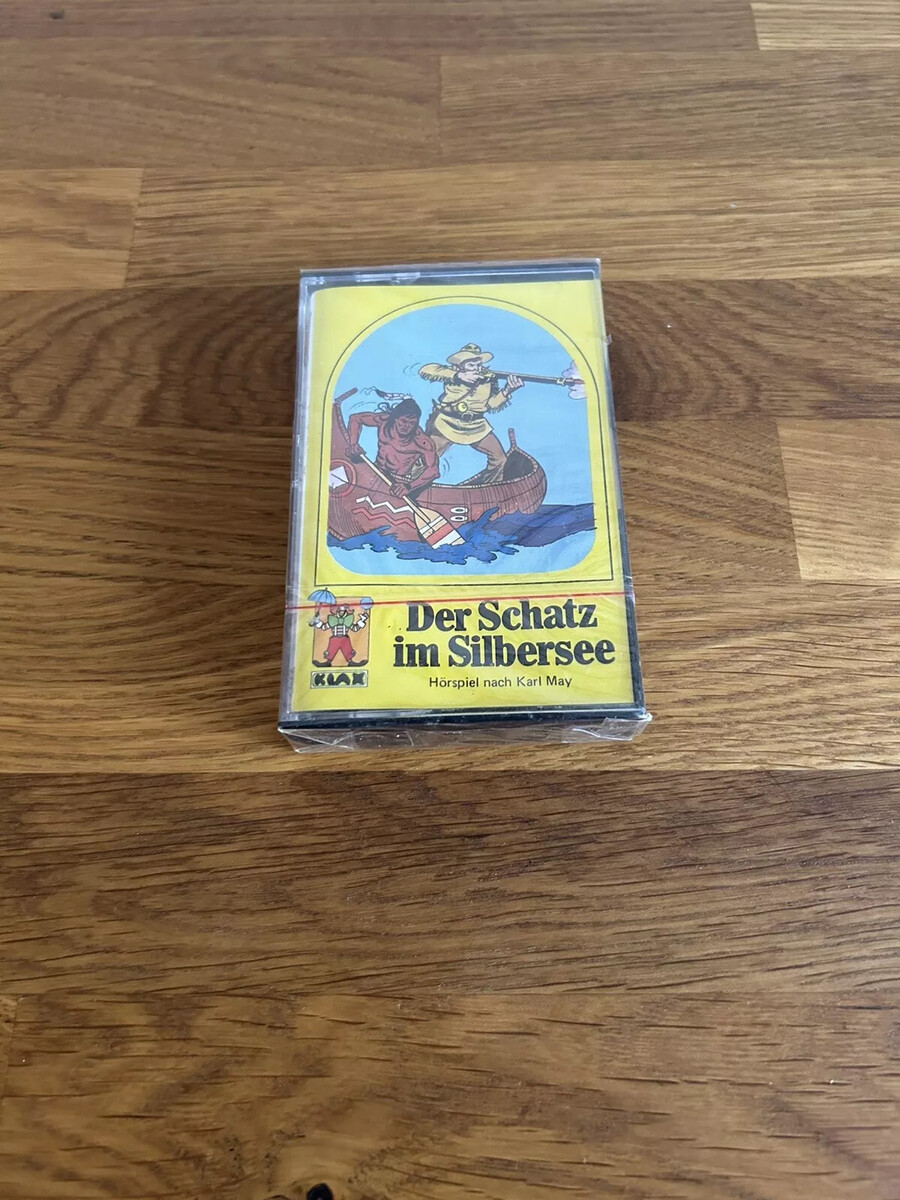 Der Schatz
im Silbersee
Hörspiel nach Karl May
KLAX